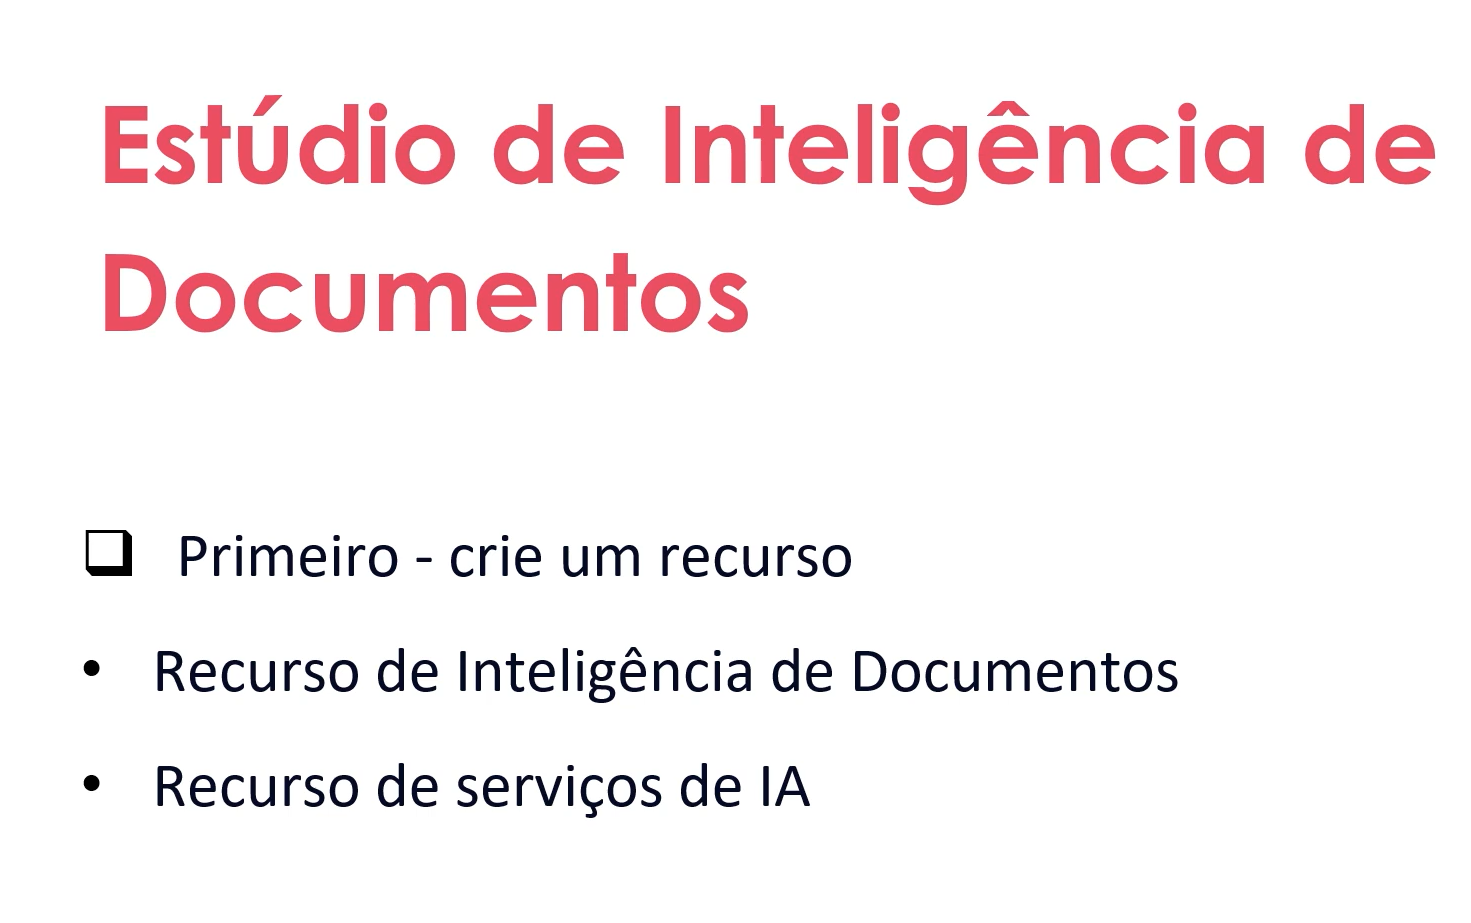 Estúdio de Inteligência de
Documentos
❑ Primeiro - crie um recurso
• Recurso de Inteligência de Documentos
• Recurso de serviços de IA